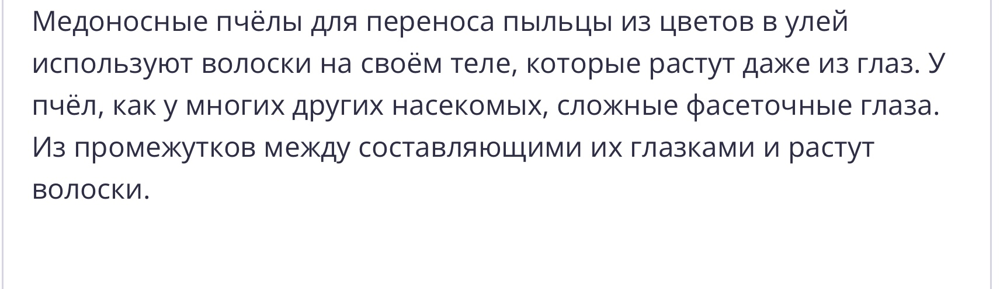 Медоносные пчёлы для переноса пыльцы из цветов в улей
используют волоски на своём теле, которые растут даже из глаз. У
пчёл, как у многих других насекомых, сложные фасеточные глаза.
Из промежутков между составляющими их глазками и растут
волоски.